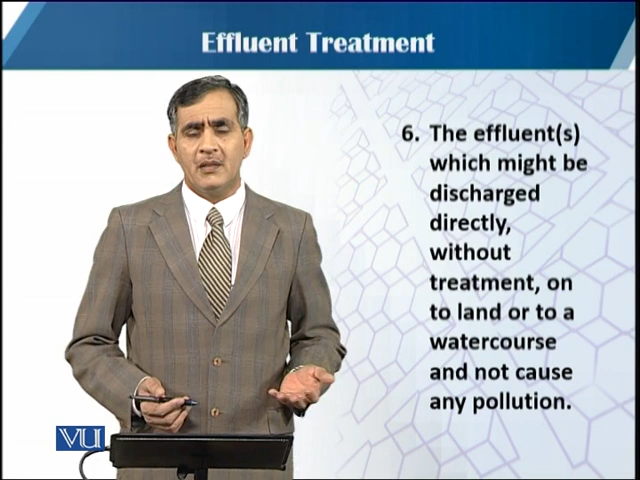 Effluent Treatment
6. The effluent(s)
which might be
discharged
directly,
without
treatment, on
to land or to a
watercourse
and not cause
any pollution.
VU